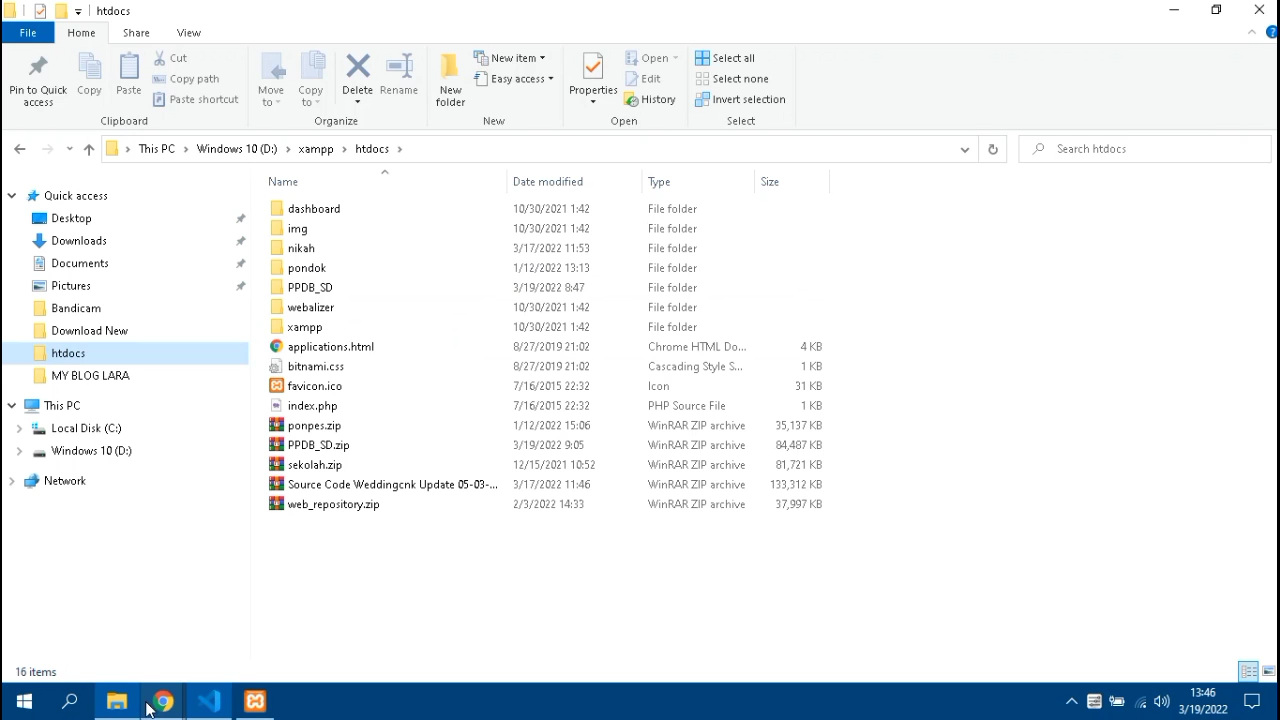 htdocs
File Home Share View
Pin to Quick access
Copy
Paste
Cut
Copy path
Paste shortcut
Clipboard
Move to
Copy to
Delete
Rename
Organize
New folder
New item
Easy access
New
Properties
Open
Edit
History
Open
Select all
Select none
Invert selection
Select
This PC > Windows 10 (D:) > xampp > htdocs >
Search htdocs
Quick access
Desktop
Downloads
Documents
Pictures
Bandicam
Download New
htdocs
MY BLOG LARA
This PC
Local Disk (C:)
Windows 10 (D:)
Network
Name Date modified Type Size
dashboard 10/30/2021 1:42 File folder
img 10/30/2021 1:42 File folder
nikah 3/17/2022 11:53 File folder
pondok 1/12/2022 13:13 File folder
PPDB_SD 3/19/2022 8:47 File folder
webalizer 10/30/2021 1:42 File folder
xampp 10/30/2021 1:42 File folder
applications.html 8/27/2019 21:02 Chrome HTML Do... 4 KB
bitnami.css 8/27/2019 21:02 Cascading Style S... 1 KB
favicon.ico 7/16/2015 22:32 Icon 31 KB
index.php 7/16/2015 22:32 PHP Source File 1 KB
ponpes.zip 1/12/2022 15:06 WinRAR ZIP archive 35,137 KB
PPDB_SD.zip 3/19/2022 9:05 WinRAR ZIP archive 84,487 KB
sekolah.zip 12/15/2021 10:52 WinRAR ZIP archive 81,721 KB
Source Code Weddingcnk Update 05-03-... 3/17/2022 11:46 WinRAR ZIP archive 133,312 KB
web_repository.zip 2/3/2022 14:33 WinRAR ZIP archive 37,997 KB
16 items
13:46
3/19/2022